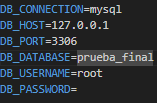 DB_CONNECTION=mysql
DB_HOST=127.0.0.1
DB_PORT=3306
DB_DATABASE=prueba_final
DB_USERNAME=root
DB_PASSWORD=